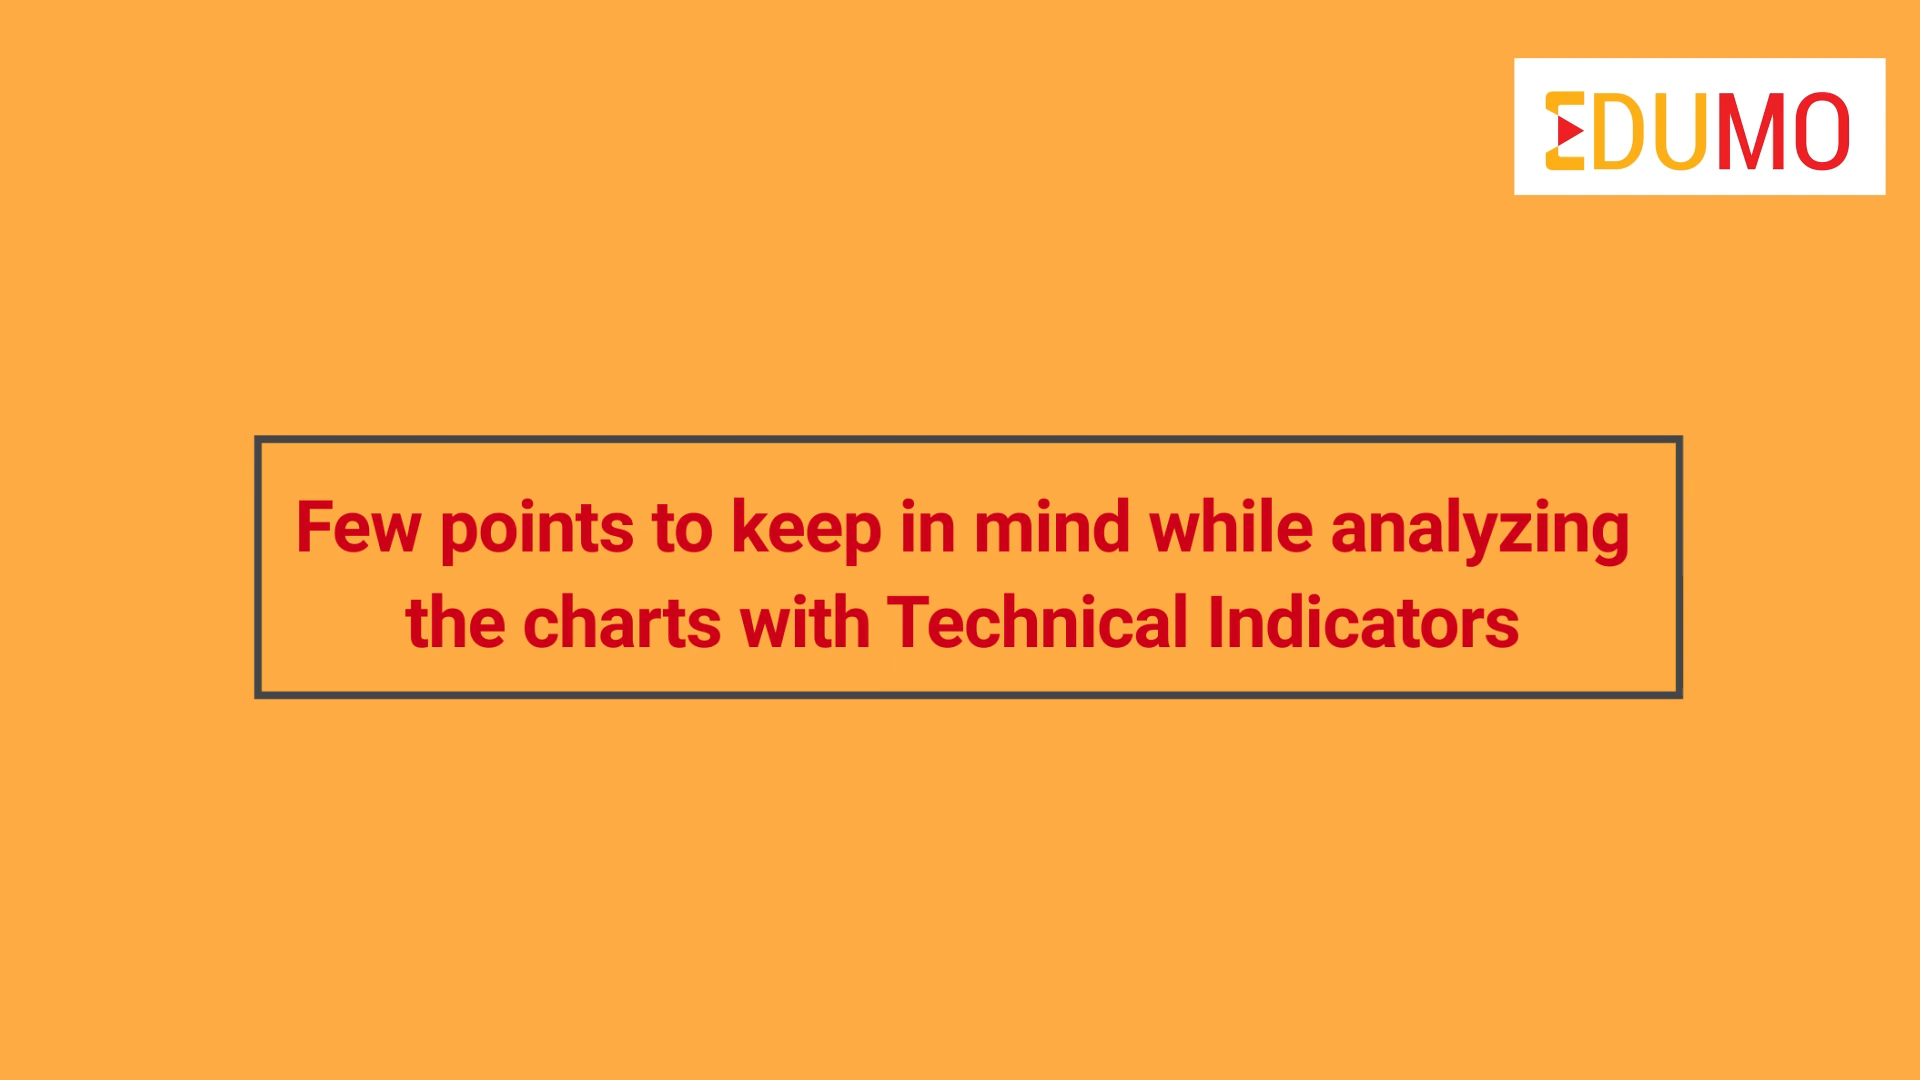 EDUMO
Few points to keep in mind while analyzing
the charts with Technical Indicators